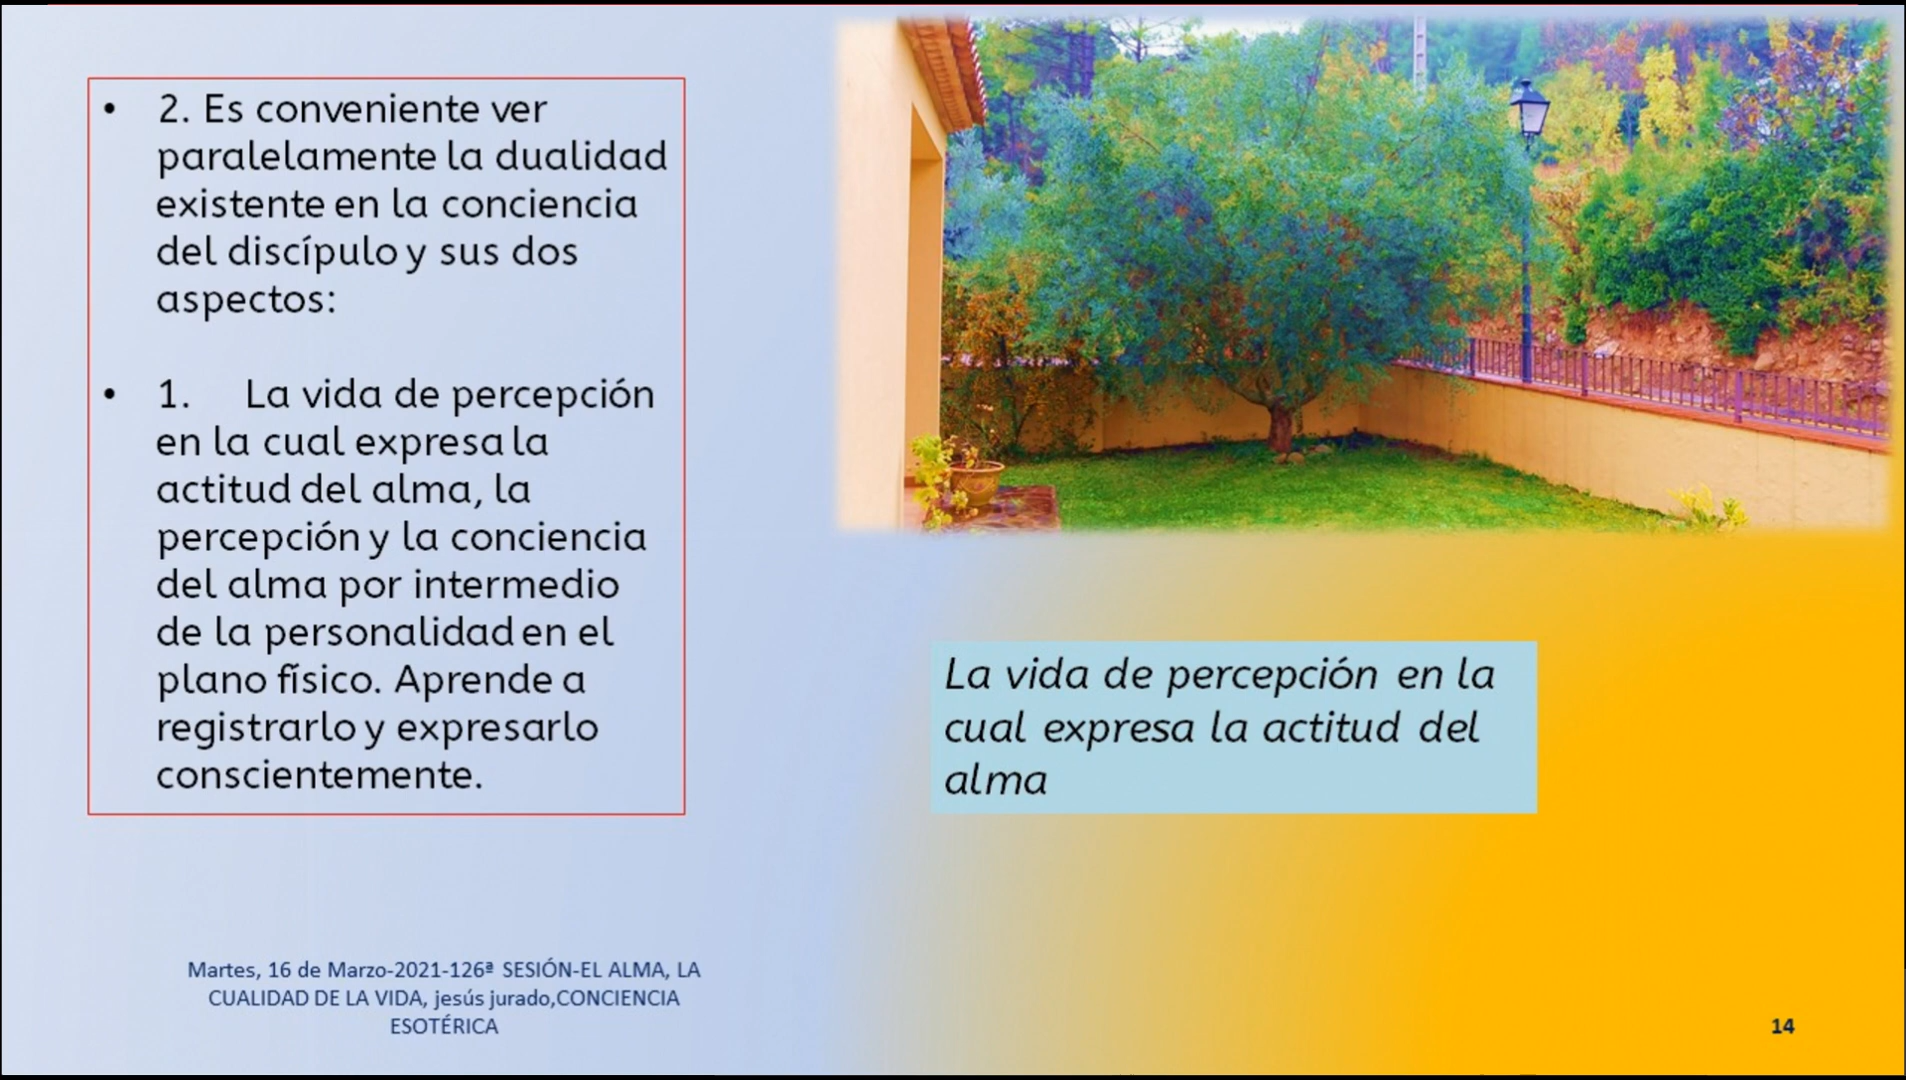 • 2. Es conveniente ver
paralelamente la dualidad
existente en la conciencia
del discípulo y sus dos
aspectos:
• 1. La vida de percepción
en la cual expresa la
actitud del alma, la
percepción y la conciencia
del alma por intermedio
de la personalidad en el
plano físico. Aprende a
registrarlo y expresarlo
conscientemente.
La vida de percepción en la
cual expresa la actitud del
alma
Martes, 16 de Marzo-2021-126ª SESIÓN-EL ALMA, LA
CUALIDAD DE LA VIDA, jesús jurado,CONCIENCIA
ESOTÉRICA
14